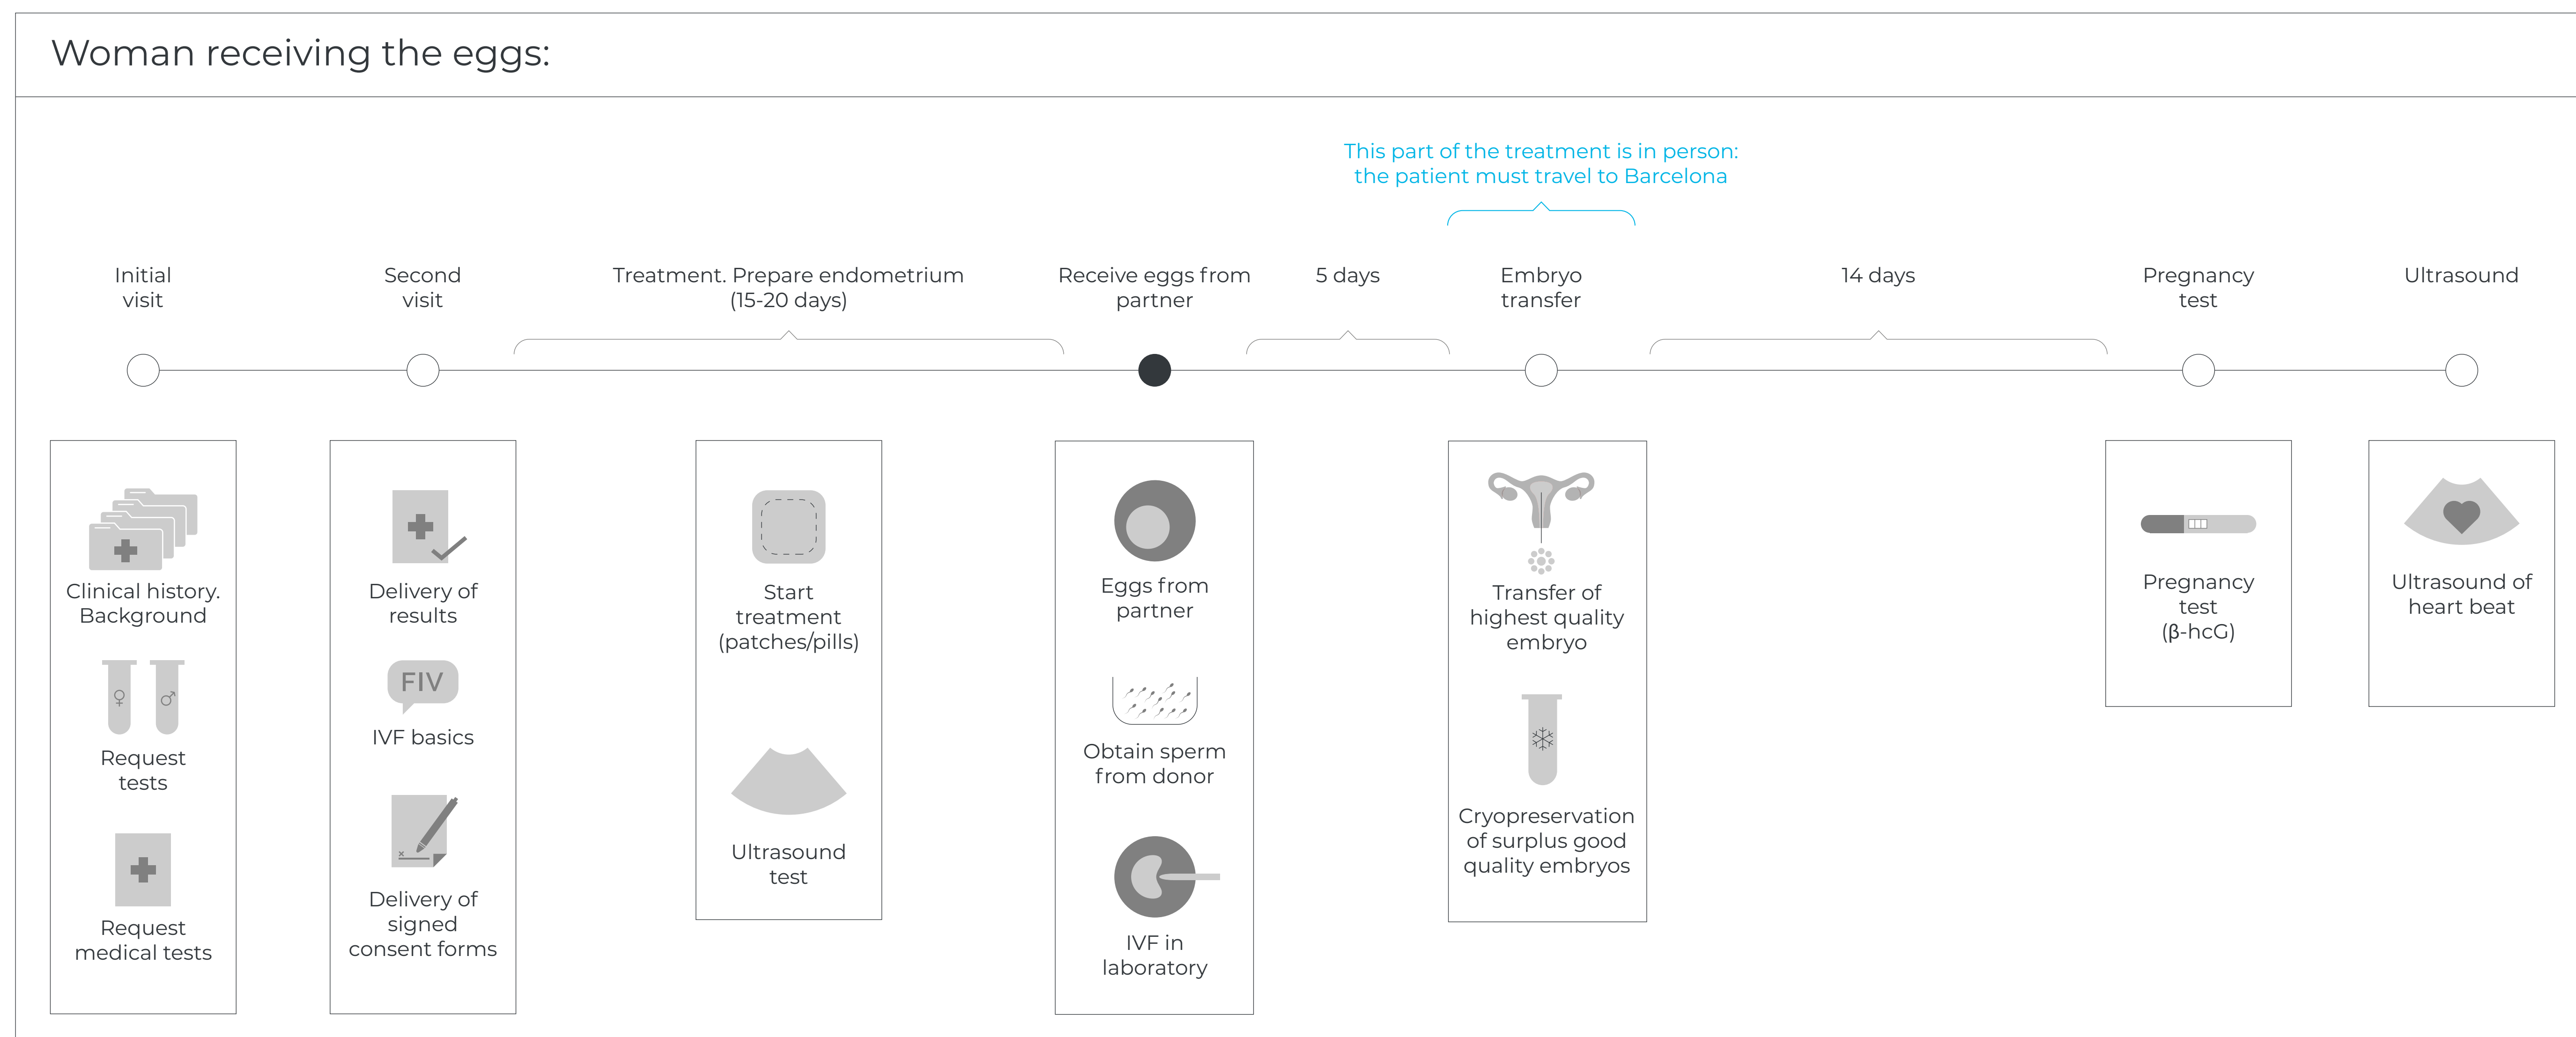 Woman receiving the eggs:
This part of the treatment is in person:
the patient must travel to Barcelona
Initial
visit
Second
visit
Treatment. Prepare endometrium
(15-20 days)
Receive eggs from
partner
5 days
Embryo
transfer
14 days
Pregnancy
test
Ultrasound
Clinical history.
Background
Request
tests
Request
medical tests
Delivery of
results
FIV
IVF basics
Delivery of
signed
consent forms
Start
treatment
(patches/pills)
Ultrasound
test
Eggs from
partner
Obtain sperm
from donor
IVF in
laboratory
Transfer of
highest quality
embryo
Cryopreservation
of surplus good
quality embryos
Pregnancy
test
(β-hcG)
Ultrasound of
heart beat